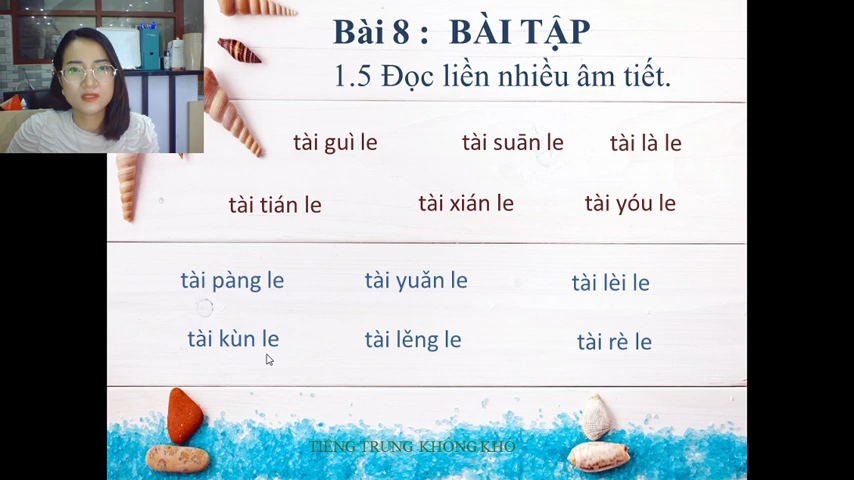 Bài 8 : BÀI TẬP
1.5 Đọc liền nhiều âm tiết.
tài guì le tài suān le tài là le
tài tián le tài xián le tài yóu le
tài pàng le tài yuǎn le tài lèi le
tài kùn le tài lěng le tài rè le
TIẾNG TRUNG KHÔNG KHÓ